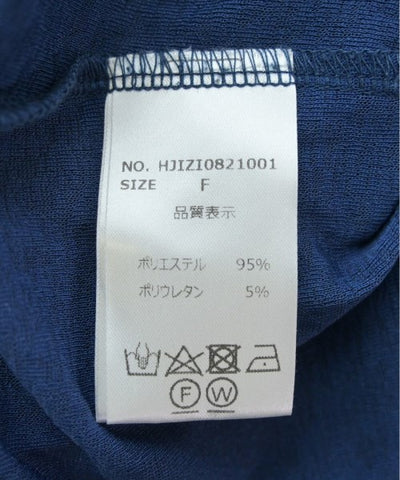 NO. HJIZI0821001
SIZE F
品質表示
ポリエステル 95%
ポリウレタン 5%
F W